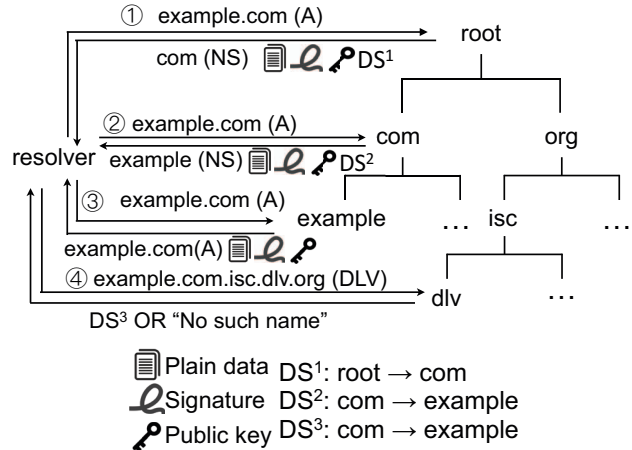 ① example.com (A)
root
com (NS) DS¹
② example.com (A)
com
org
resolver
example (NS) DS²
③ example.com (A)
example
...
isc
...
example.com(A)
④ example.com.isc.dlv.org (DLV)
dlv
...
DS³ OR “No such name”
Plain data DS¹: root → com
Signature DS²: com → example
Public key DS³: com → example